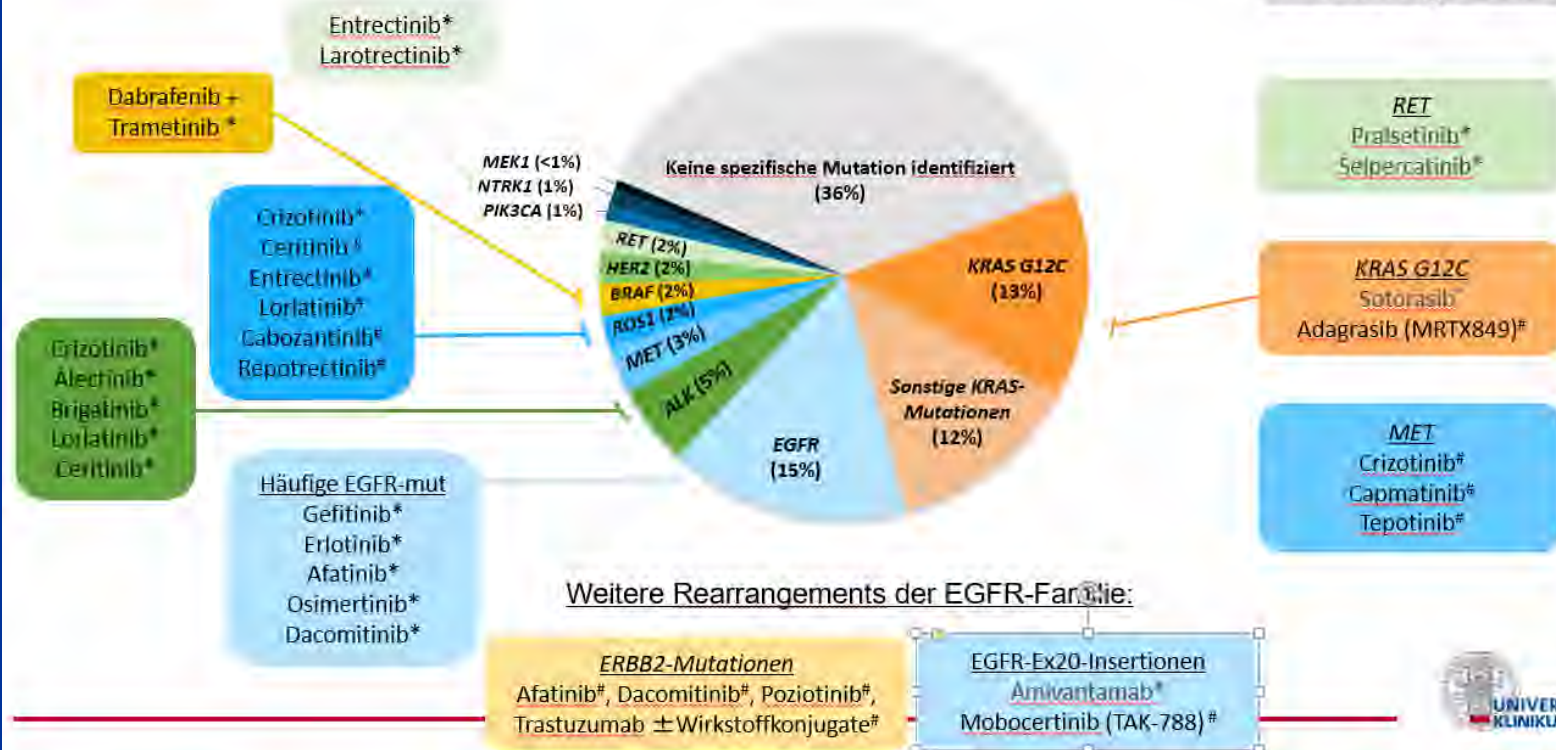 Entrectinib*
Larotrectinib*
Dabrafenib +
Trametinib *
Crizotinib*
Ceritinib
Entrectinib*
Lorlatinib#
Cabozantinib#
Repotrectinib#
Crizotinib*
Alectinib*
Brigatinib*
Lorlatinib*
Ceritinib*
Häufige EGFR-mut
Gefitinib*
Erlotinib*
Afatinib*
Osimertinib*
Dacomitinib*
MEK1 (<1%)
NTRK1 (1%)
PIK3CA (1%)
RET (2%)
HER2 (2%)
BRAF (2%)
ROS1 (2%)
MET (3%)
ALK (5%)
EGFR
(15%)
Sonstige KRAS-
Mutationen
(12%)
KRAS G12C
(13%)
Keine spezifische Mutation identifiziert
(36%)
RET
Pralsetinib*
Selpercatinib*
KRAS G12C
Sotorasib
Adagrasib (MRTX849)#
MET
Crizotinib#
Capmatinib#
Tepotinib#
Weitere Rearrangements der EGFR-Familie:
ERBB2-Mutationen
Afatinib#, Dacomitinib#, Poziotinib#,
Trastuzumab ±Wirkstoffkonjugate#
EGFR-Ex20-Insertionen
Amivantamab*
Mobocertinib (TAK-788) #
UNIVER
KLINIKU